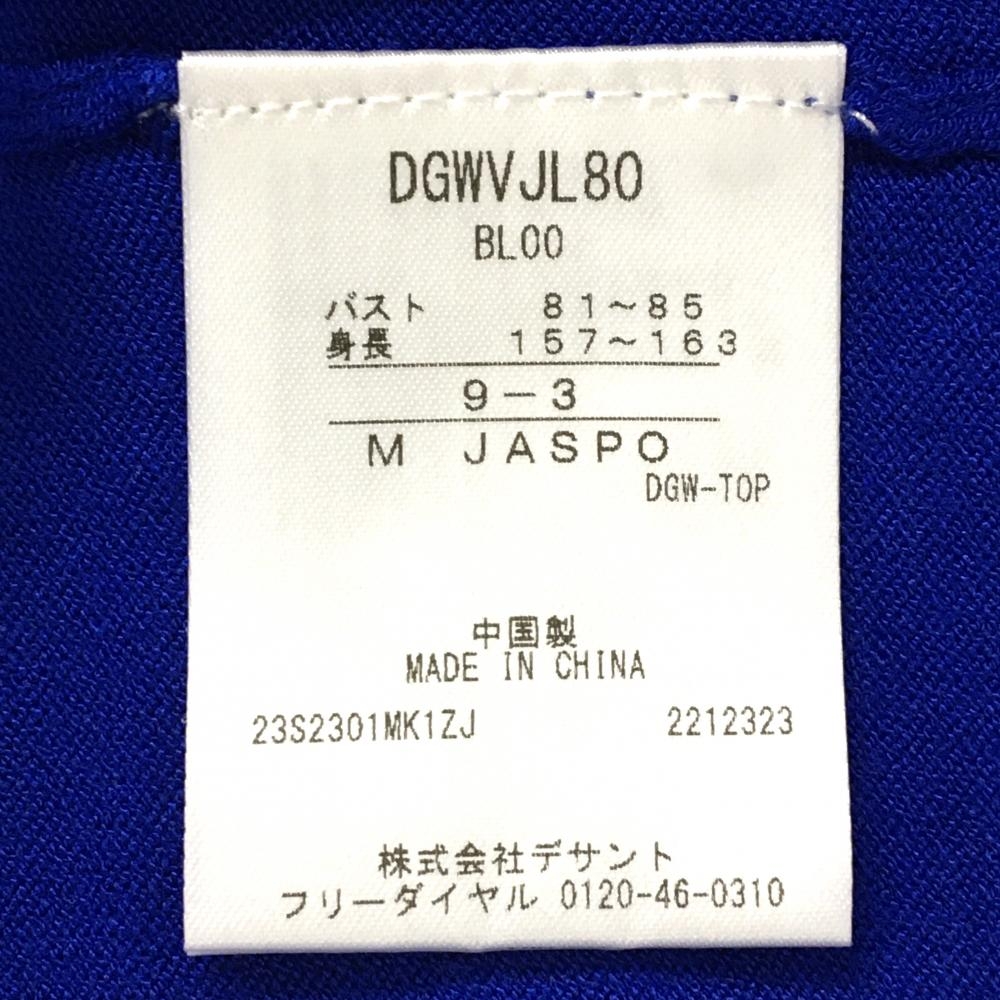 DGWVJL80
BL00
バスト 81～85
身長 157～163
9－3
M JASPO
DGW-TOP
中国製
MADE IN CHINA
23S2301MK1ZJ 2212323
株式会社デサント
フリーダイヤル 0120-46-0310